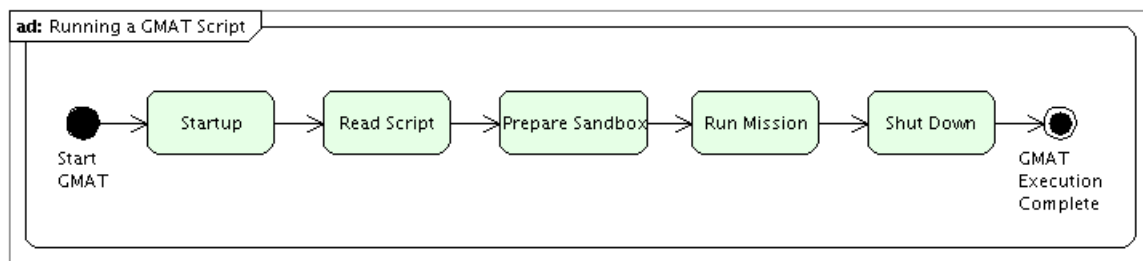 ad: Running a GMAT Script
Startup
Read Script
Prepare Sandbox
Run Mission
Shut Down
Start
GMAT
GMAT
Execution
Complete